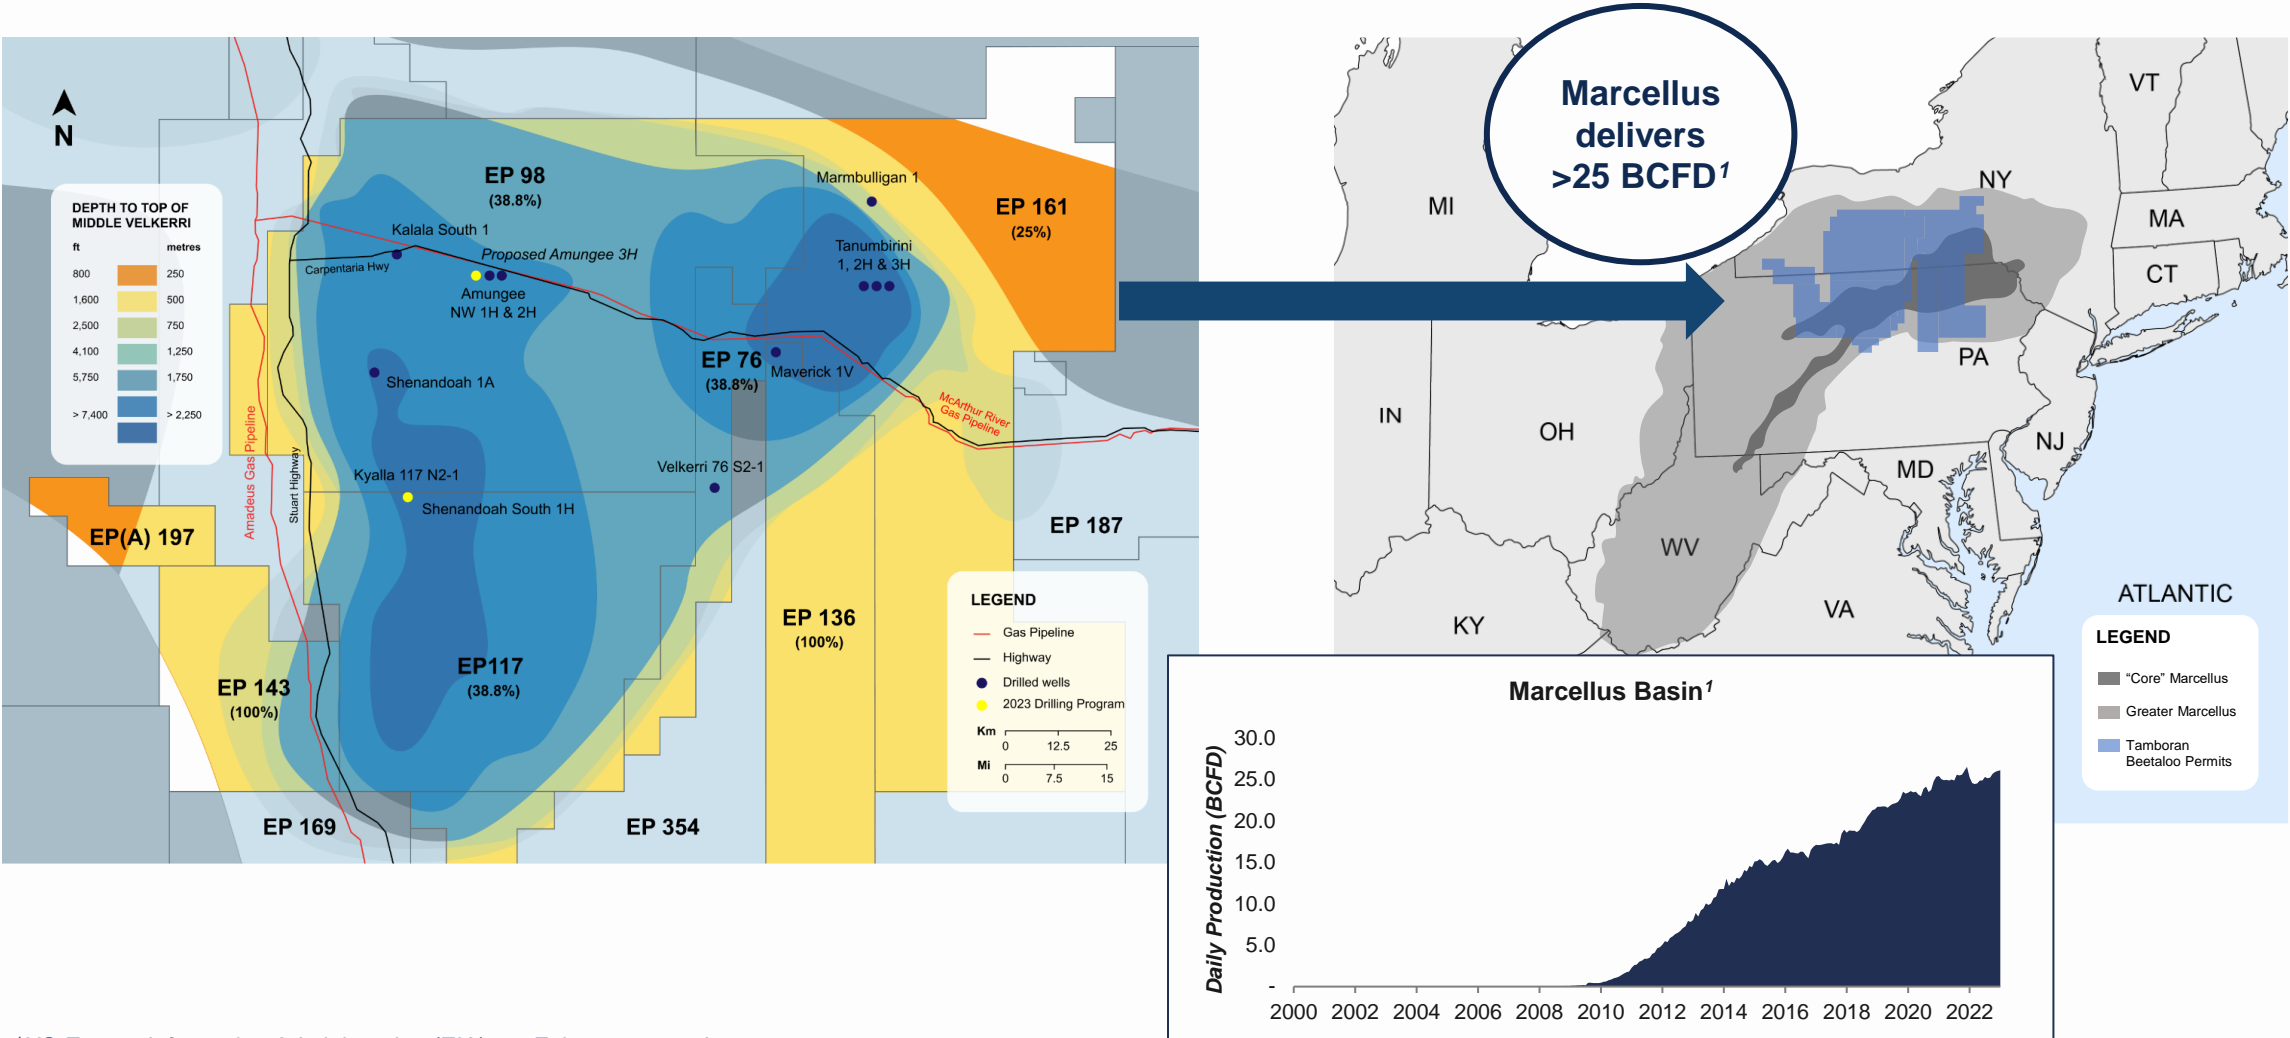 N
DEPTH TO TOP OF
MIDDLE VELKERRI
ft metres
800 250
1,600 500
2,500 750
4,100 1,250
5,750 1,750
> 7,400 > 2,250
EP 98
(38.8%)
Marmbulligan 1
EP 161
(25%)
Kalala South 1
Proposed Amungee 3H
Carpentaria Hwy
Amungee
NW 1H & 2H
Tanumbirini
1, 2H & 3H
EP 76
(38.8%)
Maverick 1V
Shenandoah 1A
McArthur River
Gas Pipeline
Amadeus Gas Pipeline
Stuart Highway
Kyalla 117 N2-1
Shenandoah South 1H
Velkerri 76 S2-1
EP(A) 197
EP 187
EP 136
(100%)
EP117
(38.8%)
EP 143
(100%)
EP 169
EP 354
LEGEND
Gas Pipeline
Highway
Drilled wells
2023 Drilling Program
Km
0 12.5 25
Mi
0 7.5 15
Marcellus
delivers
>25 BCFD1
VT
NY
MI
MA
CT
PA
IN
OH
NJ
MD
WV
VA
KY
ATLANTIC
LEGEND
“Core” Marcellus
Greater Marcellus
Tamboran
Beetaloo Permits
Marcellus Basin1
Daily Production (BCFD)
30.0
25.0
20.0
15.0
10.0
5.0
-
2000 2002 2004 2006 2008 2010 2012 2014 2016 2018 2020 2022